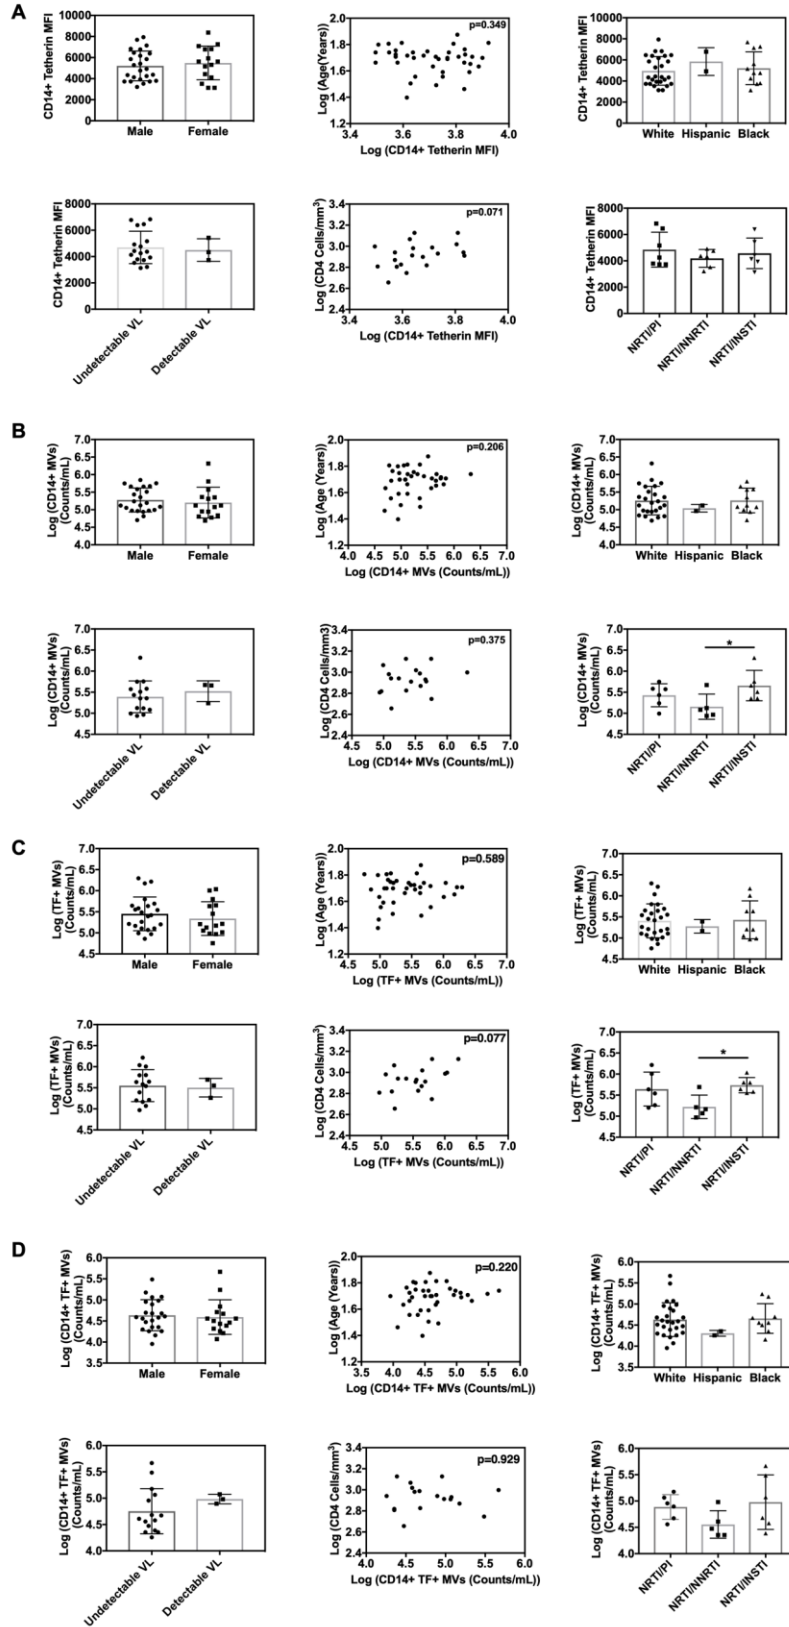 A
CD14+ Tetherin MFI
10000
8000
6000
4000
2000
0
Male Female
Log (Age(Years))
2.0
1.8
1.6
1.4
1.2
p=0.349
3.4 3.6 3.8 4.0
Log (CD14+ Tetherin MFI)
CD14+ Tetherin MFI
10000
8000
6000
4000
2000
0
White Hispanic Black
CD14+ Tetherin MFI
8000
6000
4000
2000
0
Undetectable VL
Detectable VL
Log (CD4 Cells/mm³)
3.4
3.2
3.0
2.8
2.6
2.4
p=0.071
3.4 3.6 3.8 4.0
Log (CD14+ Tetherin MFI)
CD14+ Tetherin MFI
8000
6000
4000
2000
0
NRTI/PI
NRTI/NNRTI
NRTI/INSTI
B
Log (CD14+ MVs)
(Counts/mL)
7.0
6.5
6.0
5.5
5.0
4.5
4.0
Male Female
Log (Age (Years))
2.0
1.8
1.6
1.4
1.2
p=0.206
4.0 4.5 5.0 5.5 6.0 6.5 7.0
Log (CD14+ MVs (Counts/mL))
Log (CD14+ MVs)
(Counts/mL)
7.0
6.5
6.0
5.5
5.0
4.5
4.0
White Hispanic Black
Log (CD14+ MVs)
(Counts/mL)
7.0
6.5
6.0
5.5
5.0
4.5
Undetectable VL
Detectable VL
Log (CD4 Cells/mm3)
3.4
3.2
3.0
2.8
2.6
2.4
p=0.375
4.5 5.0 5.5 6.0 6.5 7.0
Log (CD14+ MVs (Counts/mL))
Log (CD14+ MVs)
(Counts/mL)
7.0
6.5
6.0
5.5
5.0
4.5
*
NRTI/PI
NRTI/NNRTI
NRTI/INSTI
C
Log (TF+ MVs)
(Counts/mL)
7.0
6.5
6.0
5.5
5.0
4.5
Male Female
Log (Age (Years))
2.0
1.8
1.6
1.4
1.2
p=0.589
4.5 5.0 5.5 6.0 6.5 7.0
Log (TF+ MVs (Counts/mL))
Log (TF+ MVs)
(Counts/mL)
7.0
6.5
6.0
5.5
5.0
4.5
White Hispanic Black
Log (TF+ MVs)
(Counts/mL)
7.0
6.5
6.0
5.5
5.0
4.5
Undetectable VL
Detectable VL
Log (CD4 Cells/mm³)
3.4
3.2
3.0
2.8
2.6
2.4
p=0.077
4.5 5.0 5.5 6.0 6.5 7.0
Log (TF+ MVs (Counts/mL))
Log (TF+ MVs)
(Counts/mL)
7.0
6.5
6.0
5.5
5.0
4.5
*
NRTI/PI
NRTI/NNRTI
NRTI/INSTI
D
Log (CD14+ TF+ MVs)
(Counts/mL)
6.0
5.5
5.0
4.5
4.0
3.5
Male Female
Log (Age (Years))
2.0
1.8
1.6
1.4
1.2
p=0.220
3.5 4.0 4.5 5.0 5.5 6.0
Log (CD14+ TF+ MVs (Counts/mL))
Log (CD14+ TF+ MVs)
(Counts/mL)
6.0
5.5
5.0
4.5
4.0
3.5
White Hispanic Black
Log (CD14+ TF+ MVs)
(Counts/mL)
6.0
5.5
5.0
4.5
4.0
Undetectable VL
Detectable VL
Log (CD4 Cells/mm³)
3.4
3.2
3.0
2.8
2.6
2.4
p=0.929
4.0 4.5 5.0 5.5 6.0
Log (CD14+ TF+ MVs (Counts/mL))
Log (CD14+ TF+ MVs)
(Counts/mL)
6.0
5.5
5.0
4.5
4.0
NRTI/PI
NRTI/NNRTI
NRTI/INSTI